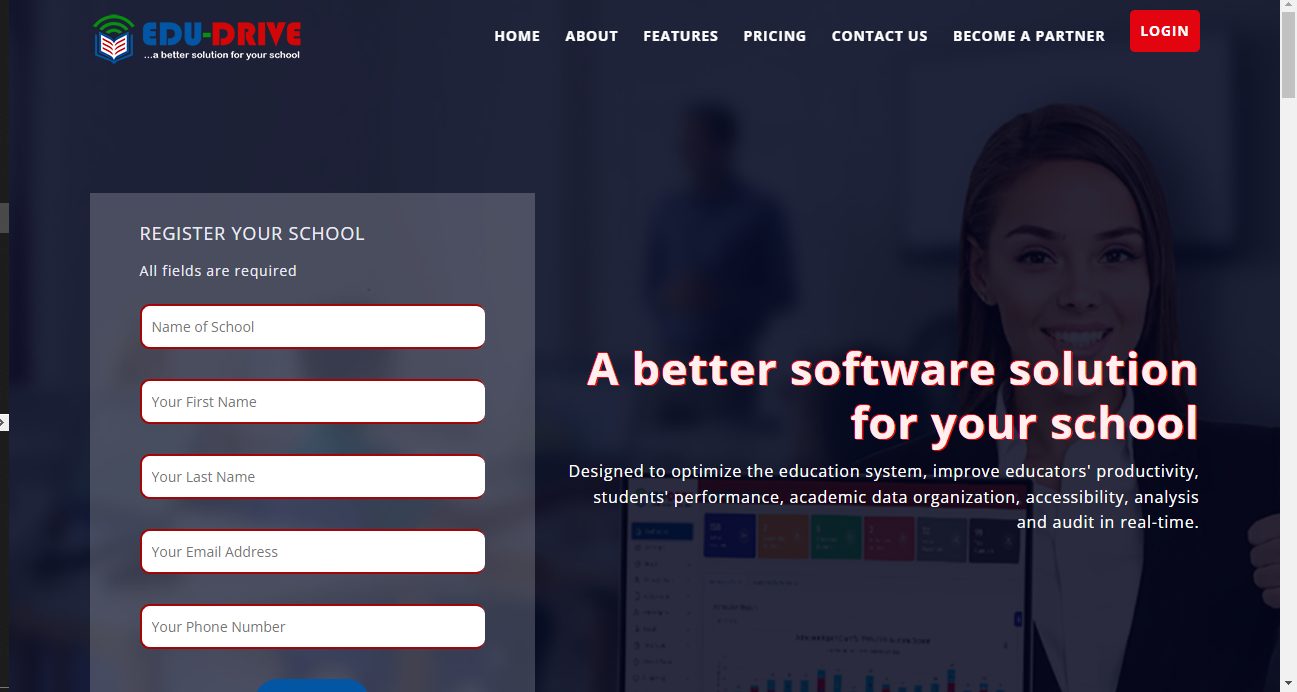 EDU-DRIVE
...a better solution for your school
HOME ABOUT FEATURES PRICING CONTACT US BECOME A PARTNER LOGIN
REGISTER YOUR SCHOOL
All fields are required
Name of School
Your First Name
Your Last Name
Your Email Address
Your Phone Number
A better software solution
for your school
Designed to optimize the education system, improve educators' productivity,
students' performance, academic data organization, accessibility, analysis
and audit in real-time.